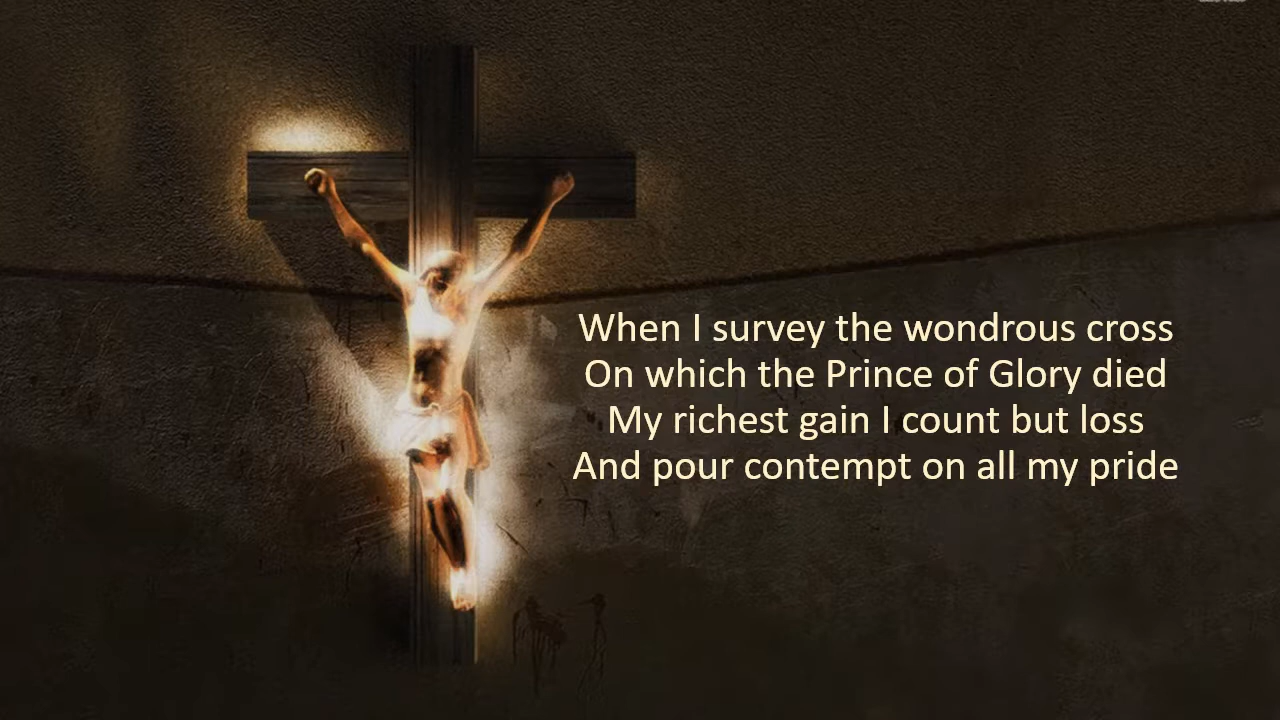 When I survey the wondrous cross
On which the Prince of Glory died
My richest gain I count but loss
And pour contempt on all my pride